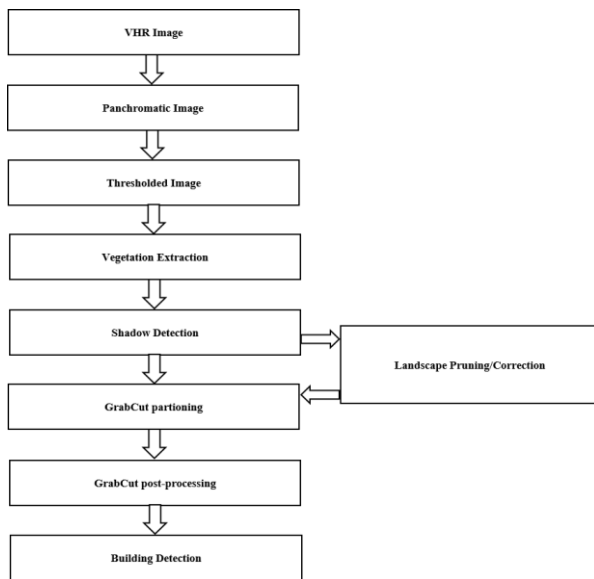 VHR Image
Panchromatic Image
Thresholded Image
Vegetation Extraction
Shadow Detection
Landscape Pruning/Correction
GrabCut partioning
GrabCut post-processing
Building Detection